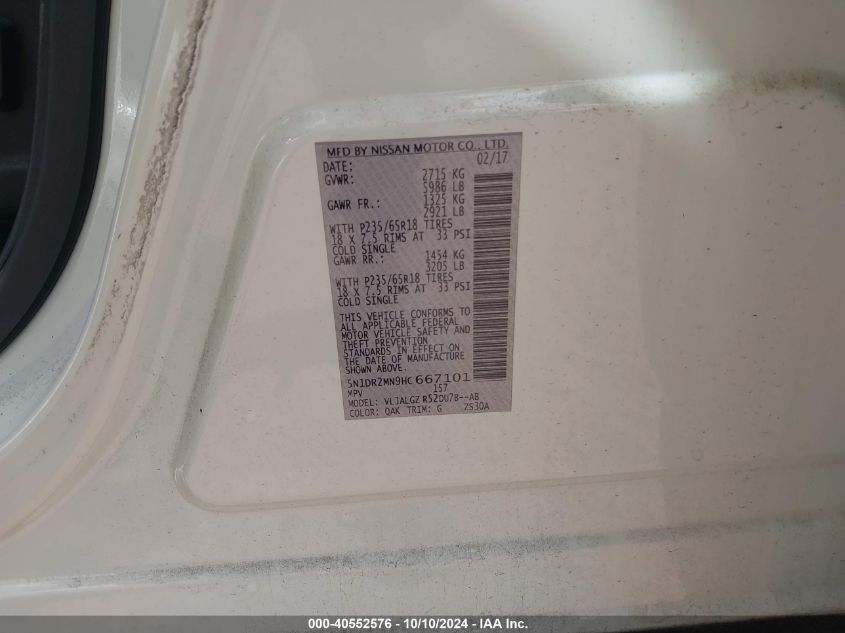 MFD BY NISSAN MOTOR CO., LTD.
DATE: 02/17
GVWR: 2715 KG
5986 LB
GAWR FR.: 1325 KG
2921 LB
WITH P235/65R18 TIRES
18 X 7.5 RIMS AT 33 PSI
COLD SINGLE
GAWR RR.: 1454 KG
3205 LB
WITH P235/65R18 TIRES
18 X 7.5 RIMS AT 33 PSI
COLD SINGLE
THIS VEHICLE CONFORMS TO
ALL APPLICABLE FEDERAL
MOTOR VEHICLE SAFETY AND
THEFT PREVENTION
STANDARDS IN EFFECT ON
THE DATE OF MANUFACTURE
SHOWN ABOVE.
5N1DR2MN9HC667101
MPV 157
MODEL: VLJALGZ R52DU7B--AB
COLOR: QAK TRIM: G ZS30A
000-40552576 - 10/10/2024 - IAA Inc.